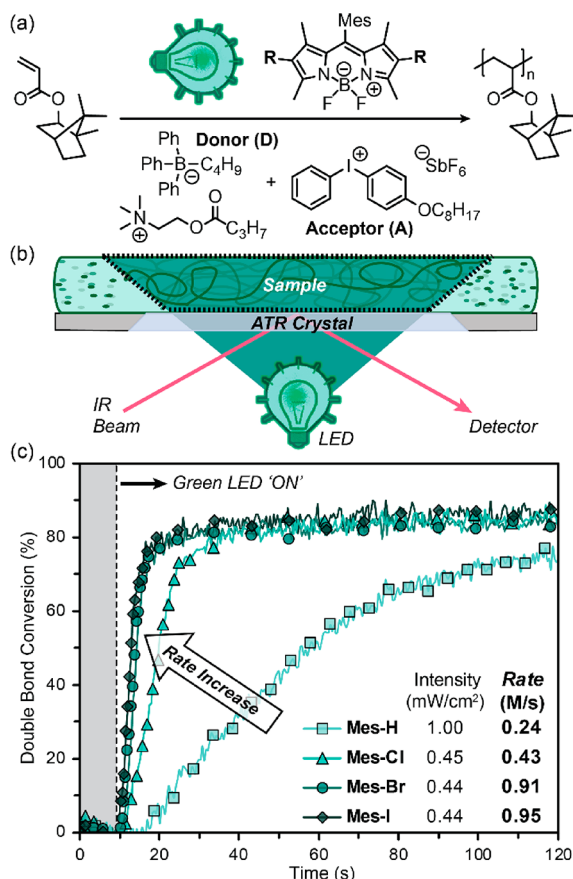 (a)
Mes
R
R
N
N
B
⊖
⊕
F
F
O
O
n
O
O
Donor (D)
Ph
Ph
B
C4H9
Ph
⊖
+
I
⊕
⊖
SbF6
N
⊕
O
O
C3H7
OC8H17
Acceptor (A)
(b)
Sample
ATR Crystal
IR
Beam
LED
Detector
(c)
Green LED 'ON'
Double Bond Conversion (%)
100
80
60
40
20
0
Rate Increase
Intensity Rate
(mW/cm²) (M/s)
Mes-H 1.00 0.24
Mes-Cl 0.45 0.43
Mes-Br 0.44 0.91
Mes-I 0.44 0.95
0 20 40 60 80 100 120
Time (s)